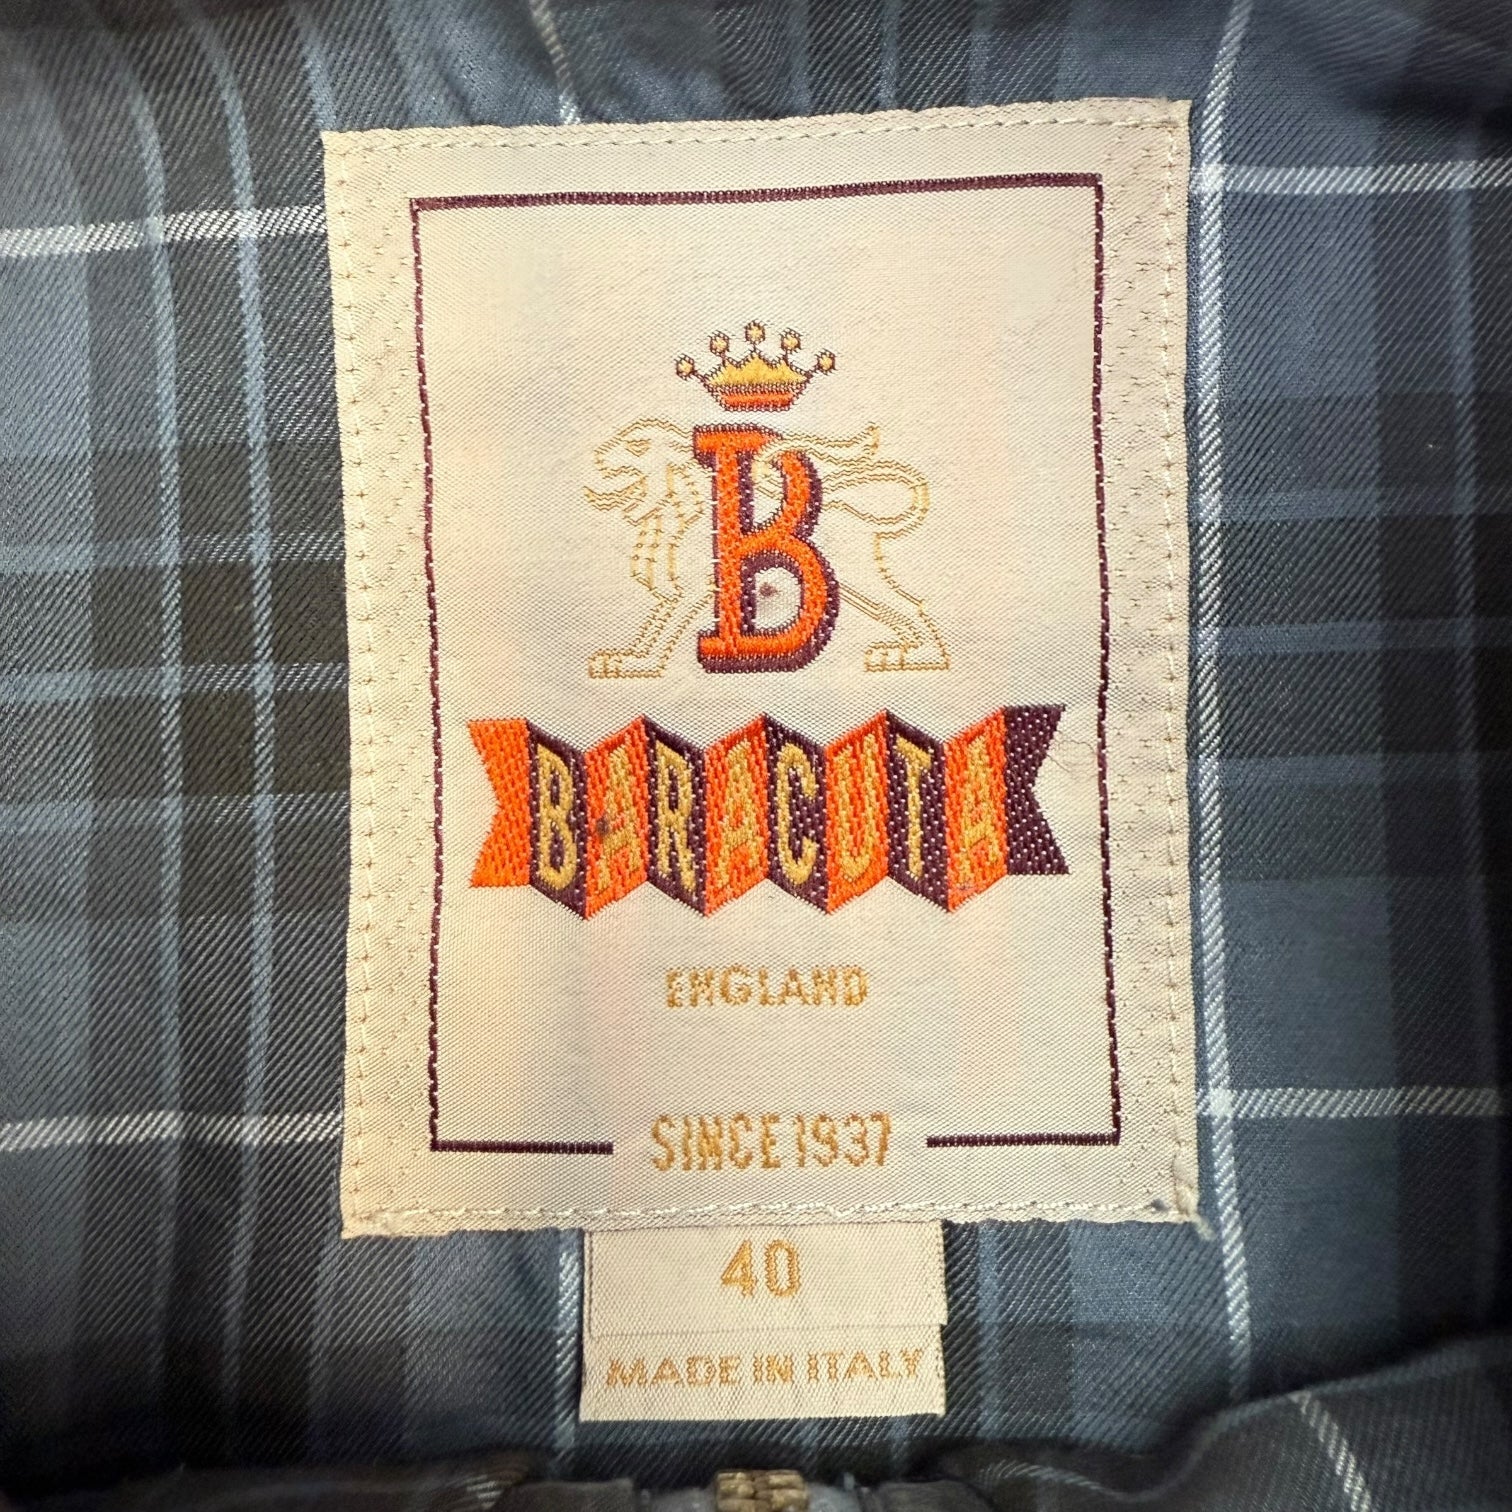 B
BARACUTA
ENGLAND
SINCE 1937
40
MADE IN ITALY